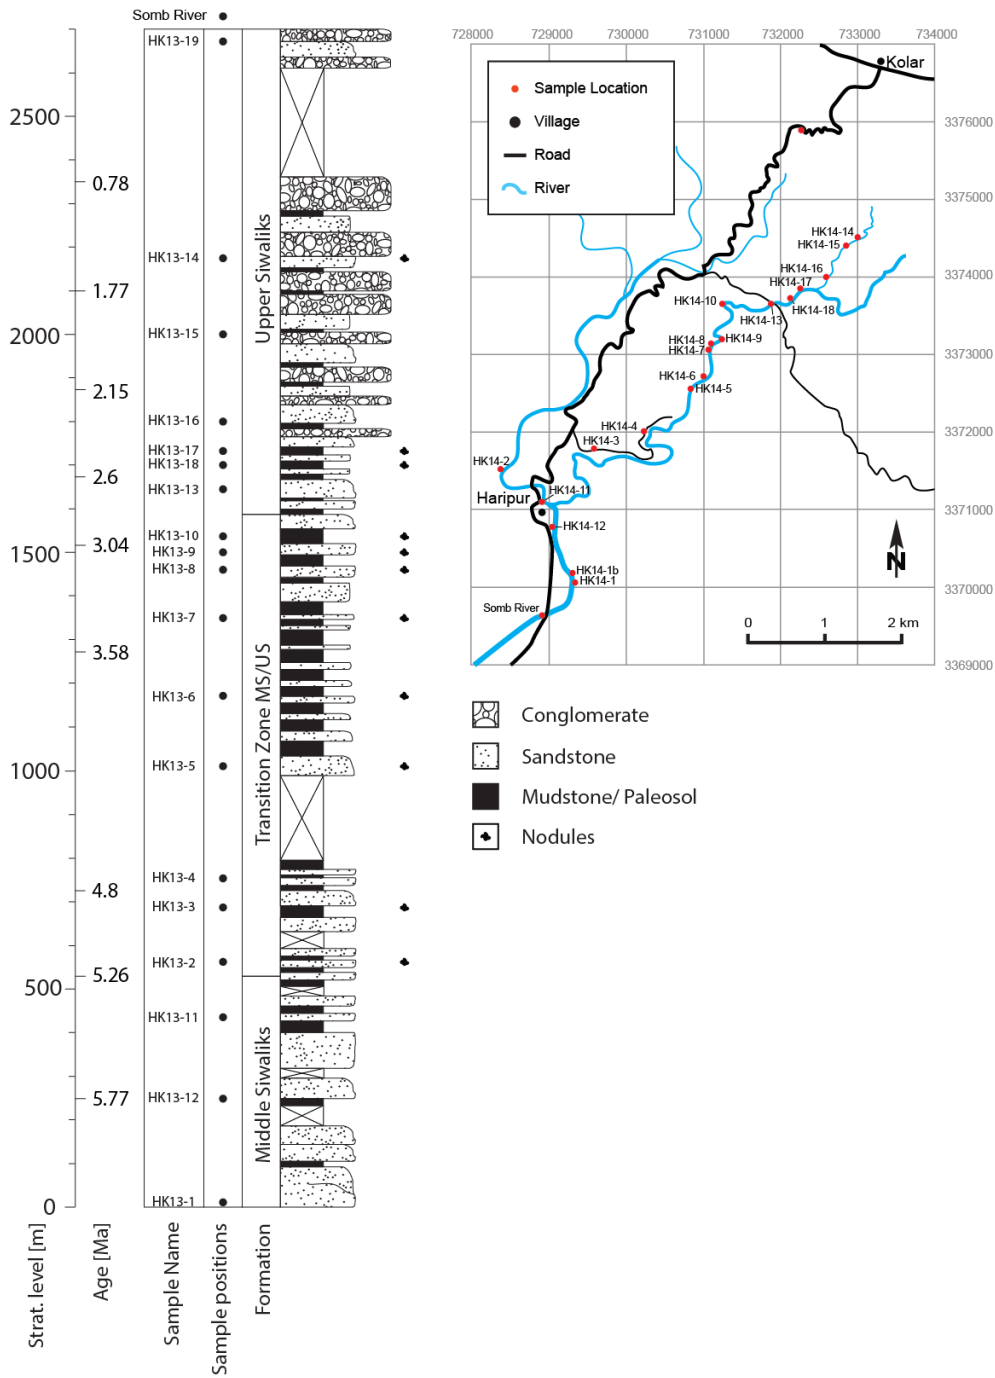 Somb River
HK13-19
HK13-14
HK13-15
HK13-16
HK13-17
HK13-18
HK13-13
HK13-10
HK13-9
HK13-8
HK13-7
HK13-6
HK13-5
HK13-4
HK13-3
HK13-2
HK13-11
HK13-12
HK13-1
2500
2000
1500
1000
500
0
0.78
1.77
2.15
2.6
3.04
3.58
4.8
5.26
5.77
Upper Siwaliks
Transition Zone MS/US
Middle Siwaliks
Strat. level [m]
Age [Ma]
Sample Name
Sample positions
Formation
728000
729000
730000
731000
732000
733000
734000
Sample Location
Village
Road
River
Kolar
3376000
3375000
3374000
3373000
3372000
3371000
3370000
3369000
HK14-14
HK14-15
HK14-16
HK14-17
HK14-10
HK14-18
HK14-13
HK14-8
HK14-9
HK14-7
HK14-6
HK14-5
HK14-4
HK14-3
HK14-2
HK14-11
Haripur
HK14-12
HK14-1b
HK14-1
Somb River
N
0 1 2 km
Conglomerate
Sandstone
Mudstone/ Paleosol
Nodules